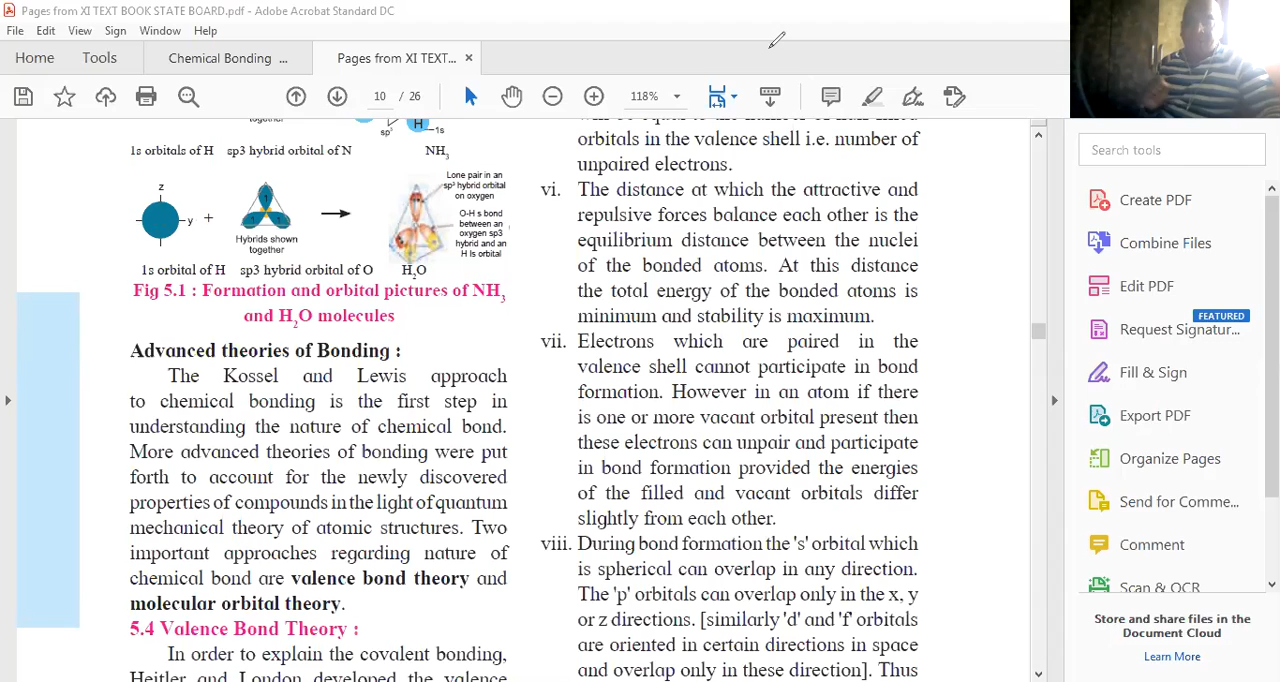 Pages from XI TEXT BOOK STATE BOARD.pdf - Adobe Acrobat Standard DC
File Edit View Sign Window Help
Home Tools Chemical Bonding ... Pages from XI TEXT... ×
10 / 26 118%
together
sp³
H
1s
1s orbitals of H sp3 hybrid orbital of N NH3
z
y
+
Hybrids shown
together
Lone pair in an
sp³ hybrid orbital
on oxygen
O-H s bond
between an
oxygen sp3
hybrid and an
H Is orbital
1s orbital of H sp3 hybrid orbital of O H2O
Fig 5.1 : Formation and orbital pictures of NH3
and H2O molecules
Advanced theories of Bonding :
The Kossel and Lewis approach
to chemical bonding is the first step in
understanding the nature of chemical bond.
More advanced theories of bonding were put
forth to account for the newly discovered
properties of compounds in the light of quantum
mechanical theory of atomic structures. Two
important approaches regarding nature of
chemical bond are valence bond theory and
molecular orbital theory.
5.4 Valence Bond Theory :
In order to explain the covalent bonding,
Heitler and London developed the valence
orbitals in the valence shell i.e. number of
unpaired electrons.
vi. The distance at which the attractive and
repulsive forces balance each other is the
equilibrium distance between the nuclei
of the bonded atoms. At this distance
the total energy of the bonded atoms is
minimum and stability is maximum.
vii. Electrons which are paired in the
valence shell cannot participate in bond
formation. However in an atom if there
is one or more vacant orbital present then
these electrons can unpair and participate
in bond formation provided the energies
of the filled and vacant orbitals differ
slightly from each other.
viii. During bond formation the 's' orbital which
is spherical can overlap in any direction.
The 'p' orbitals can overlap only in the x, y
or z directions. [similarly 'd' and 'f' orbitals
are oriented in certain directions in space
and overlap only in these direction]. Thus
Search tools
Create PDF
Combine Files
Edit PDF
FEATURED
Request Signatur...
Fill & Sign
Export PDF
Organize Pages
Send for Comme...
Comment
Scan & OCR
Store and share files in the
Document Cloud
Learn More